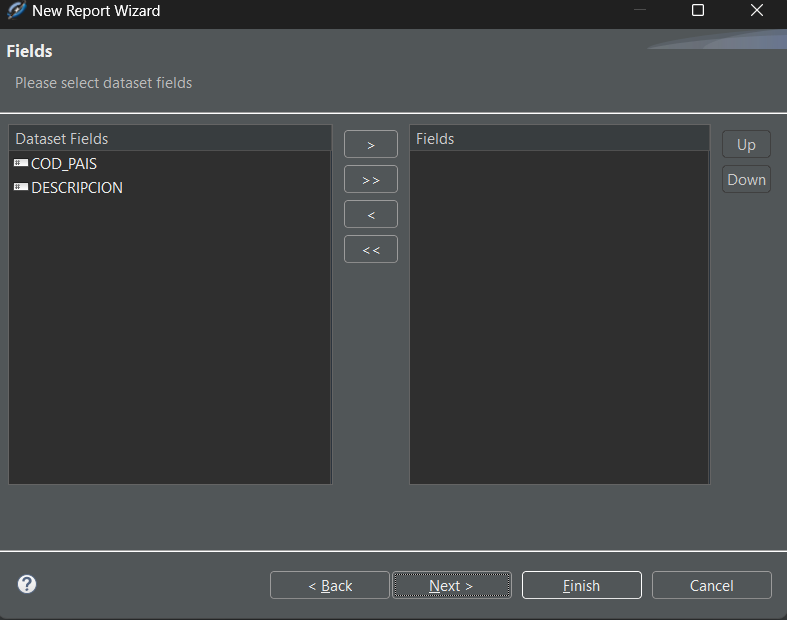 New Report Wizard
Fields
Please select dataset fields
Dataset Fields
COD_PAIS
DESCRIPCION
>
>>
<
<<
Fields
Up
Down
?
< Back
Next >
Finish
Cancel